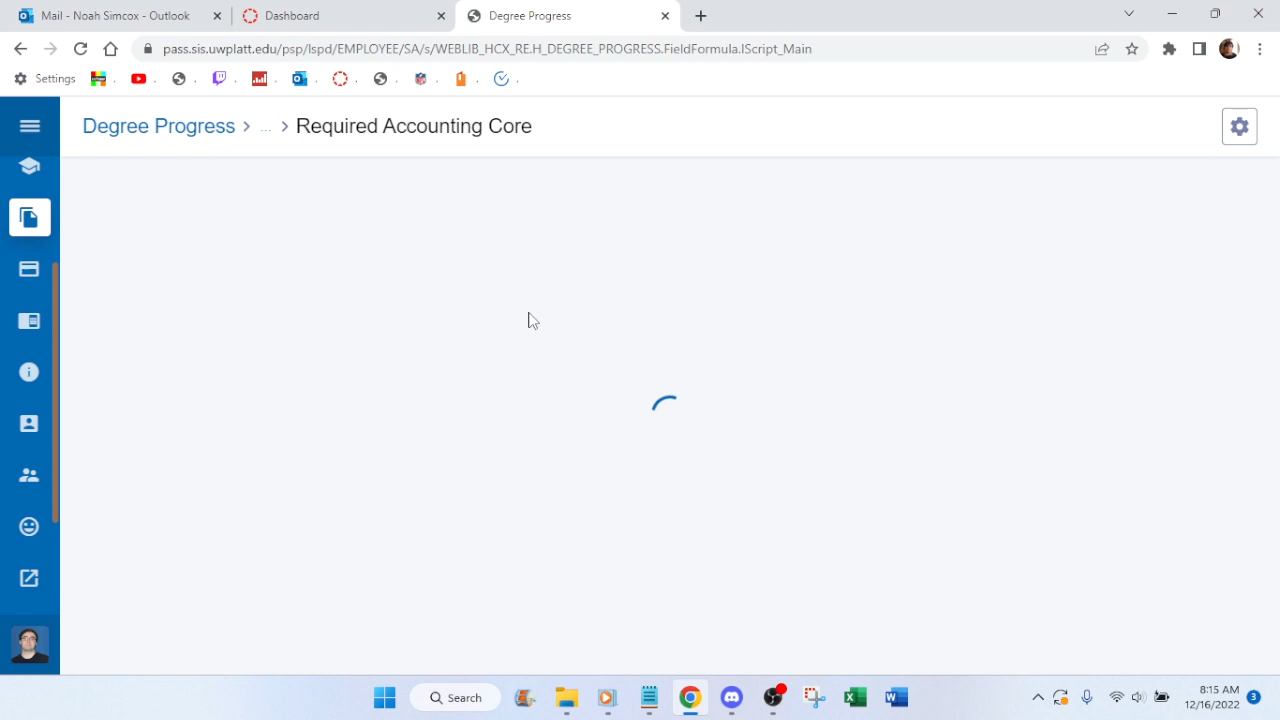 Mail - Noah Simcox - Outlook
Dashboard
Degree Progress
pass.sis.uwplatt.edu/psp/lspd/EMPLOYEE/SA/s/WEBLIB_HCX_RE.H_DEGREE_PROGRESS.FieldFormula.IScript_Main
Settings
Degree Progress > ... > Required Accounting Core
Search
8:15 AM
12/16/2022
3